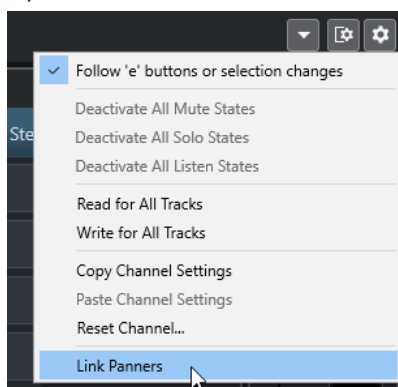 Follow 'e' buttons or selection changes
Deactivate All Mute States
Ste
Deactivate All Solo States
Deactivate All Listen States
Read for All Tracks
Write for All Tracks
Copy Channel Settings
Paste Channel Settings
Reset Channel...
Link Panners